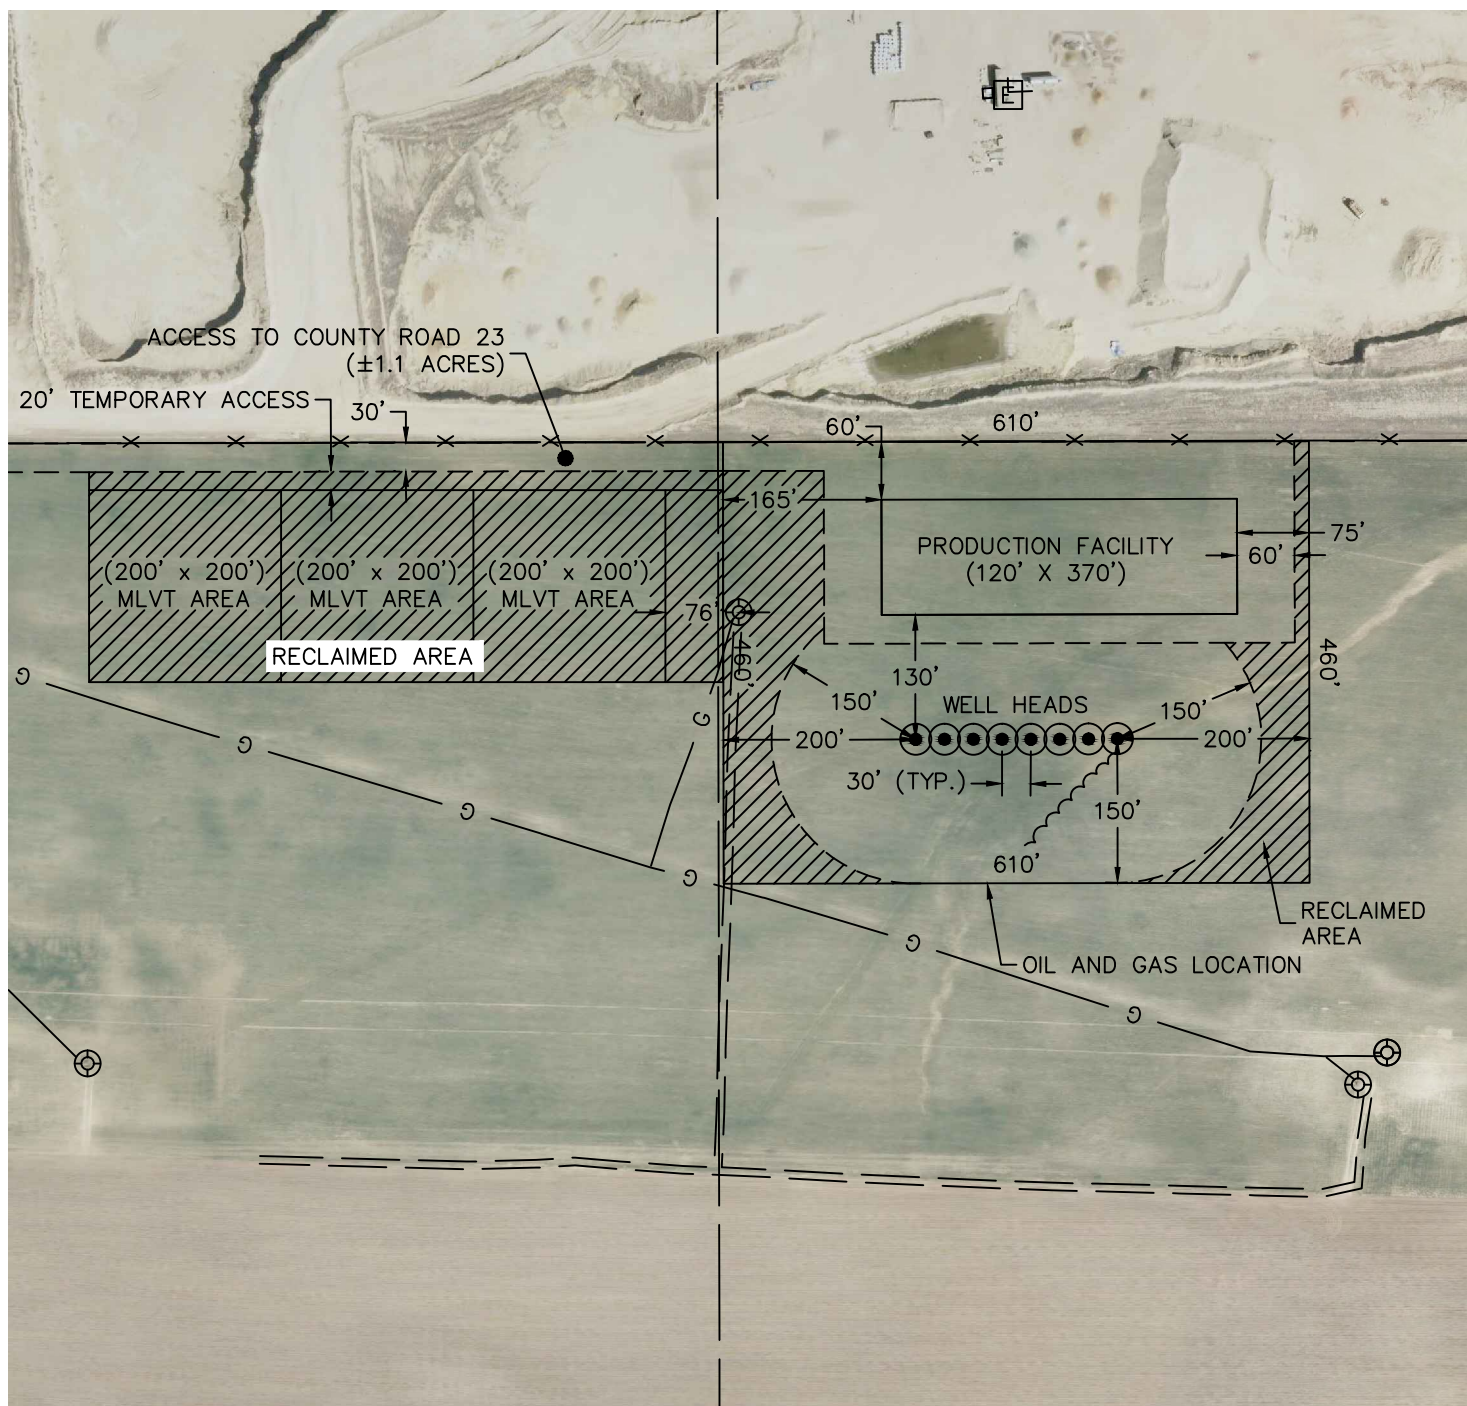 E
ACCESS TO COUNTY ROAD 23
(±1.1 ACRES)
20' TEMPORARY ACCESS
30'
60'
610'
165'
75'
PRODUCTION FACILITY
(120' X 370')
60'
(200' x 200')
MLVT AREA
(200' x 200')
MLVT AREA
(200' x 200')
MLVT AREA
76'
RECLAIMED AREA
460'
460'
130'
150'
WELL HEADS
150'
200'
200'
30' (TYP.)
150'
610'
G
G
G
G
G
G
G
RECLAIMED
AREA
OIL AND GAS LOCATION